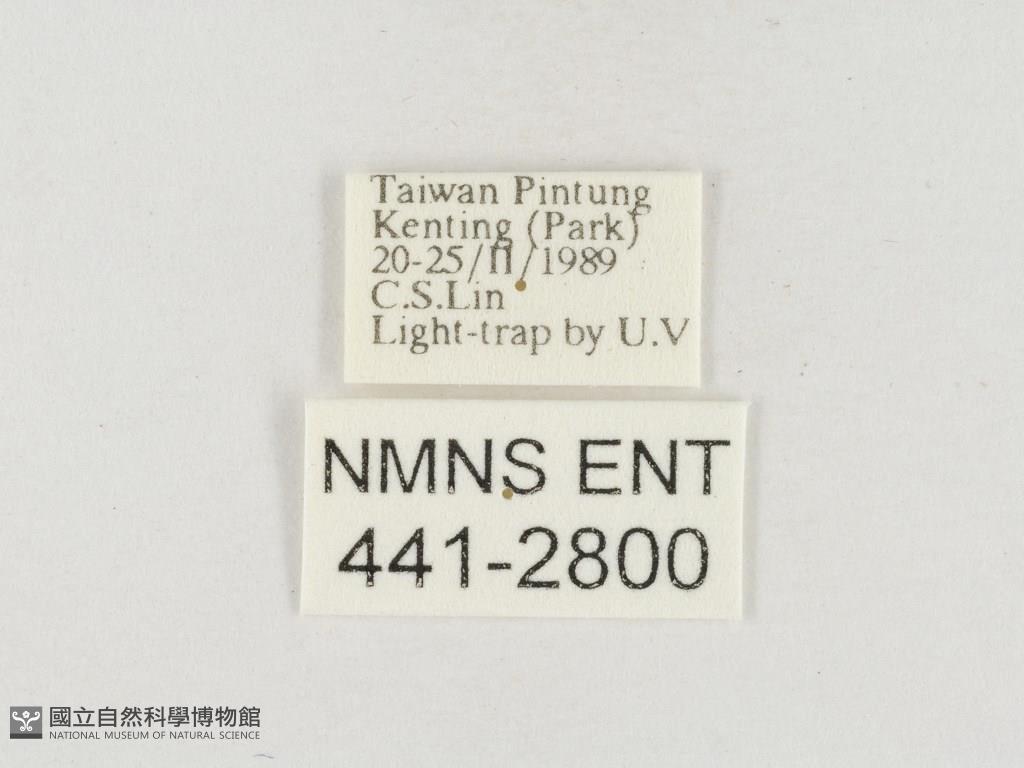 Taiwan Pintung
Kenting (Park)
20-25/II/1989
C.S.Lin
Light-trap by U.V
NMNS ENT
441-2800
國立自然科學博物館
NATIONAL MUSEUM OF NATURAL SCIENCE